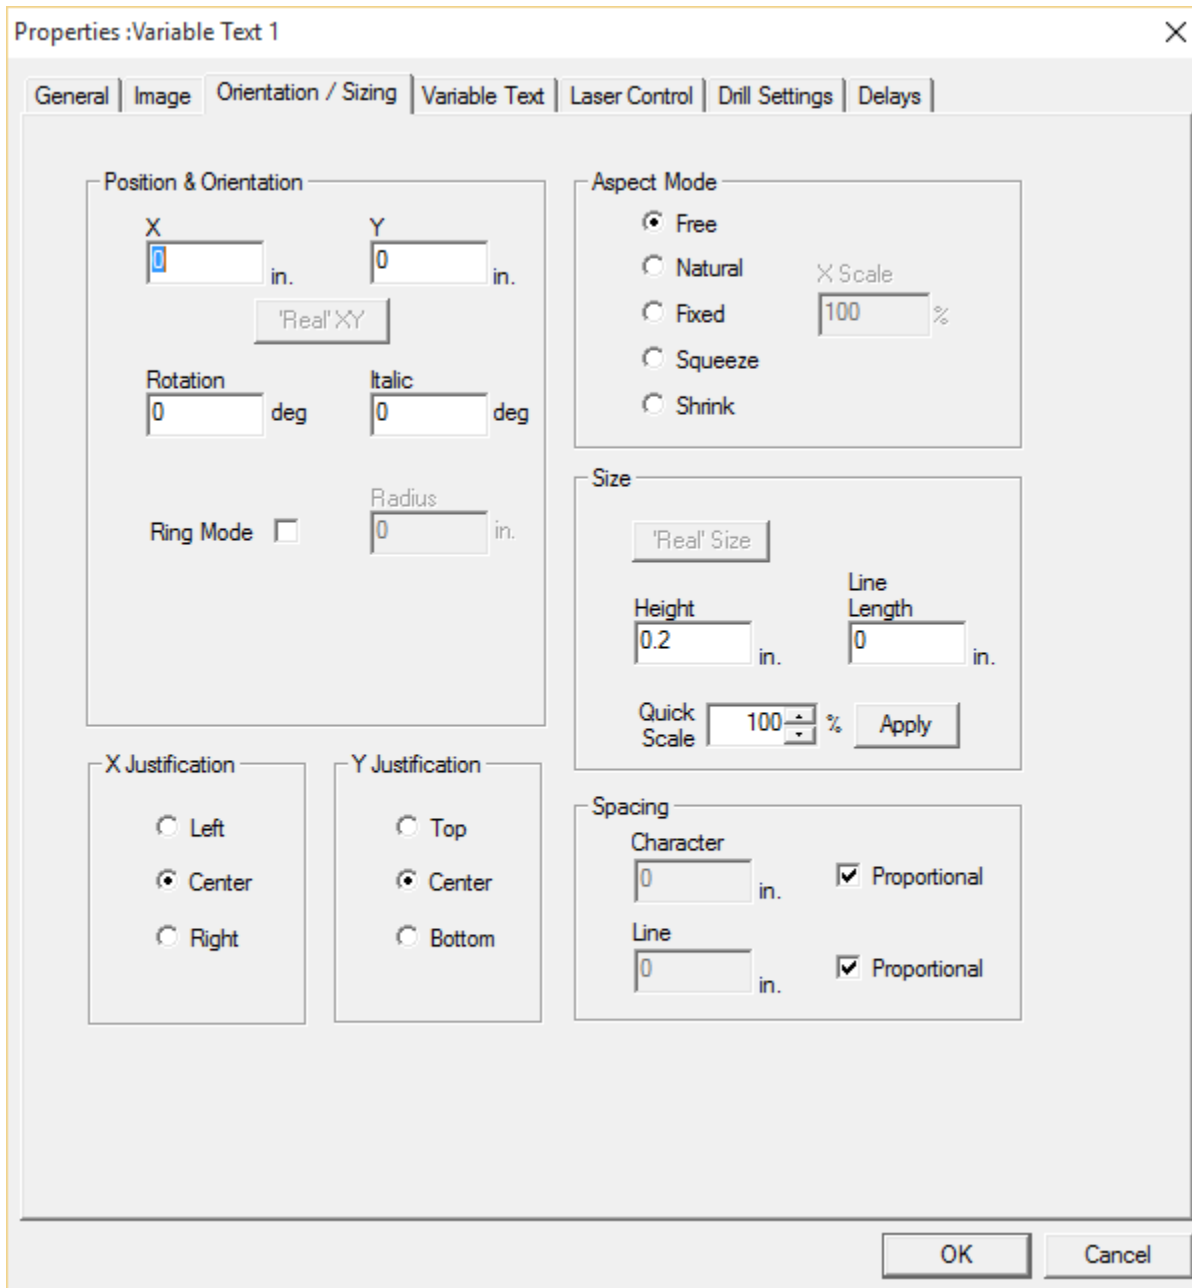 Properties :Variable Text 1
General Image Orientation / Sizing Variable Text Laser Control Drill Settings Delays
Position & Orientation
X Y
0 in. 0 in.
'Real' XY
Rotation Italic
0 deg 0 deg
Radius
Ring Mode 0 in.
Aspect Mode
Free
Natural X Scale
Fixed 100 %
Squeeze
Shrink
Size
'Real' Size
Line
Height Length
0.2 in. 0 in.
Quick
Scale 100 % Apply
X Justification
Left
Center
Right
Y Justification
Top
Center
Bottom
Spacing
Character
0 in. Proportional
Line
0 in. Proportional
OK Cancel